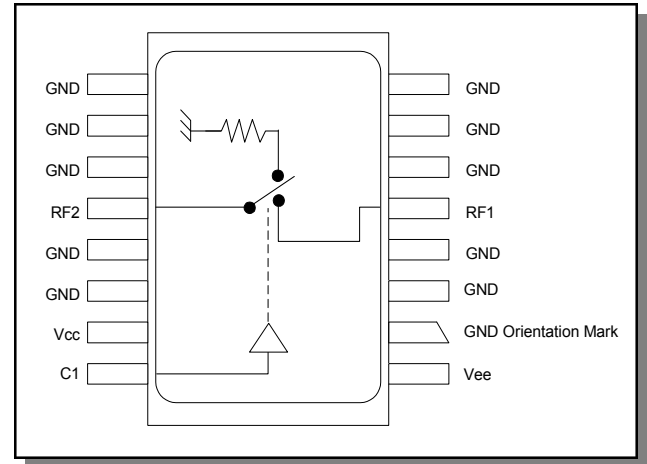 GND GND
GND GND
GND GND
RF2 RF1
GND GND
GND GND
Vcc GND Orientation Mark
C1 Vee